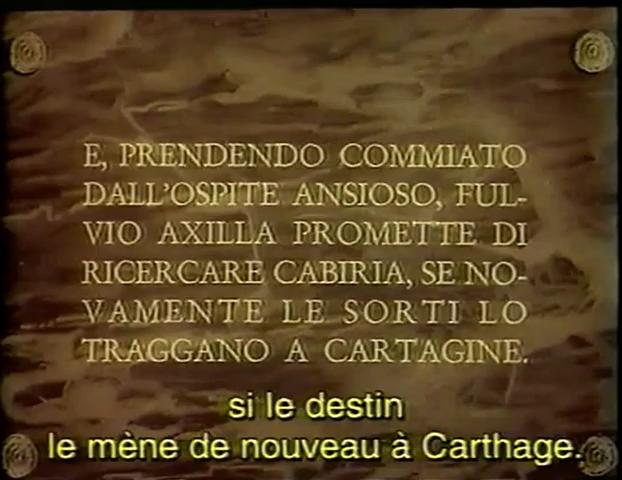 E, PRENDENDO COMMIATO
DALL'OSPITE ANSIOSO, FUL-
VIO AXILLA PROMETTE DI
RICERCARE CABIRIA, SE NO-
VAMENTE LE SORTI LO
TRAGGANO A CARTAGINE.
si le destin
le mène de nouveau à Carthage.